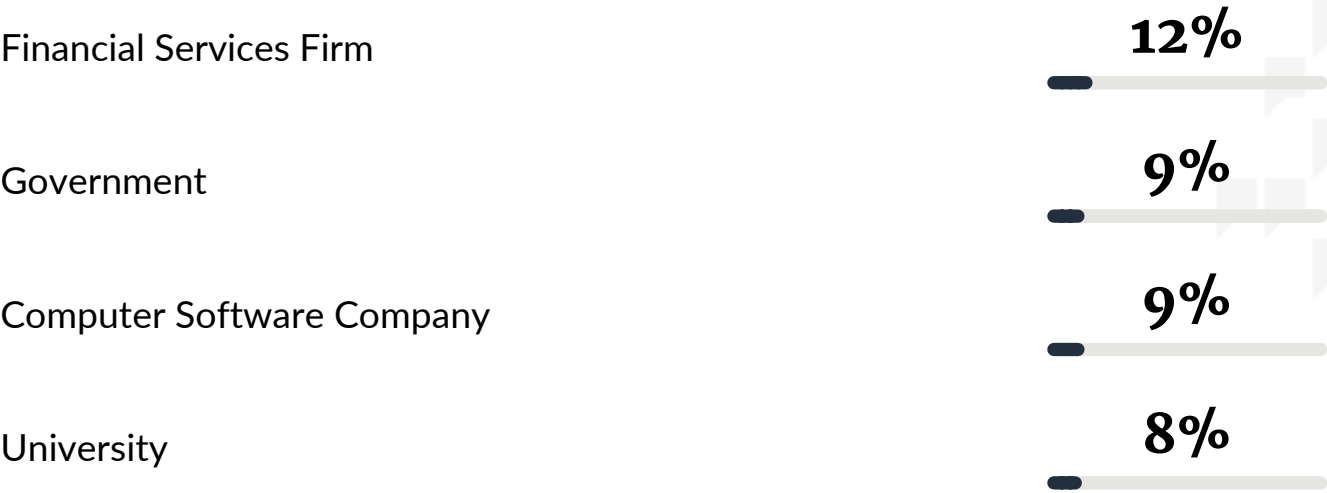 Financial Services Firm 12%
Government 9%
Computer Software Company 9%
University 8%